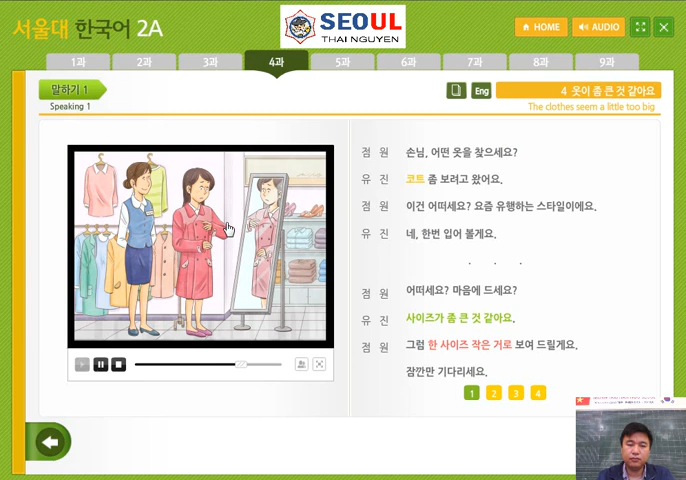 서울대 한국어 2A
SEOUL
THAI NGUYEN
HOME
AUDIO
1과
2과
3과
4과
5과
6과
7과
8과
9과
말하기 1
Speaking 1
Eng
4 옷이 좀 큰 것 같아요
The clothes seem a little too big
점 원 손님, 어떤 옷을 찾으세요?
유 진 코트 좀 보려고 왔어요.
점 원 이건 어떠세요? 요즘 유행하는 스타일이에요.
유 진 네, 한번 입어 볼게요.
. . .
점 원 어떠세요? 마음에 드세요?
유 진 사이즈가 좀 큰 것 같아요.
점 원 그럼 한 사이즈 작은 거로 보여 드릴게요.
잠깐만 기다리세요.
1 2 3 4